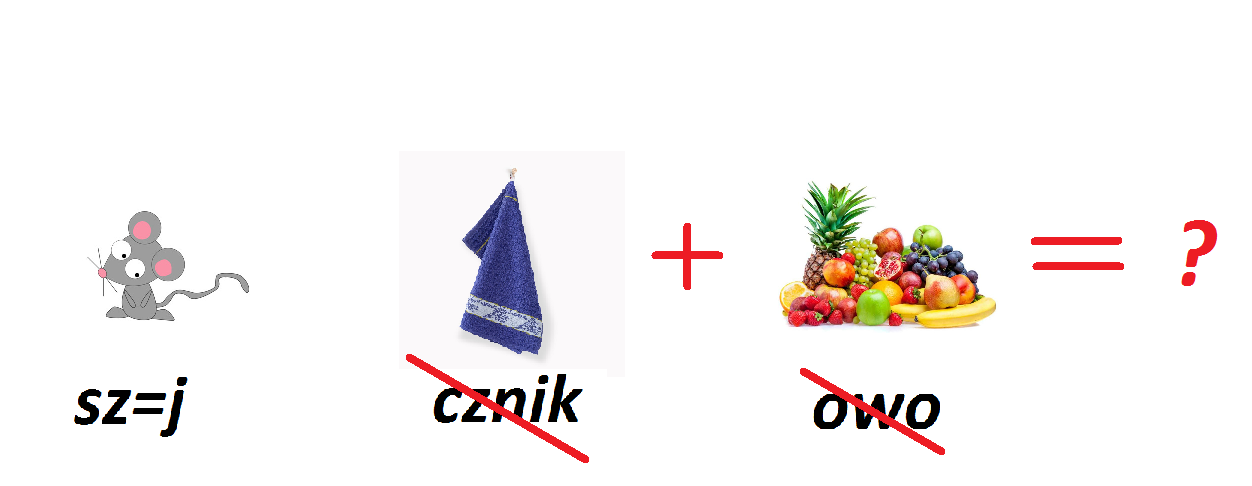 + = ?
sz=j cznik owo